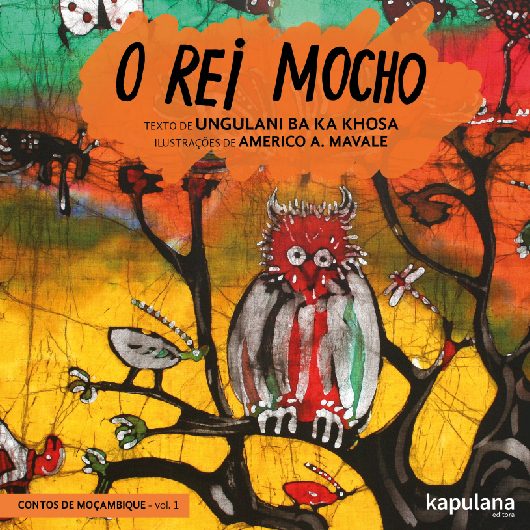 O REI MOCHO
TEXTO DE UNGULANI BA KA KHOSA
ILUSTRAÇÕES DE AMERICO A. MAVALE
CONTOS DE MOÇAMBIQUE - vol. 1
kapulana
editora